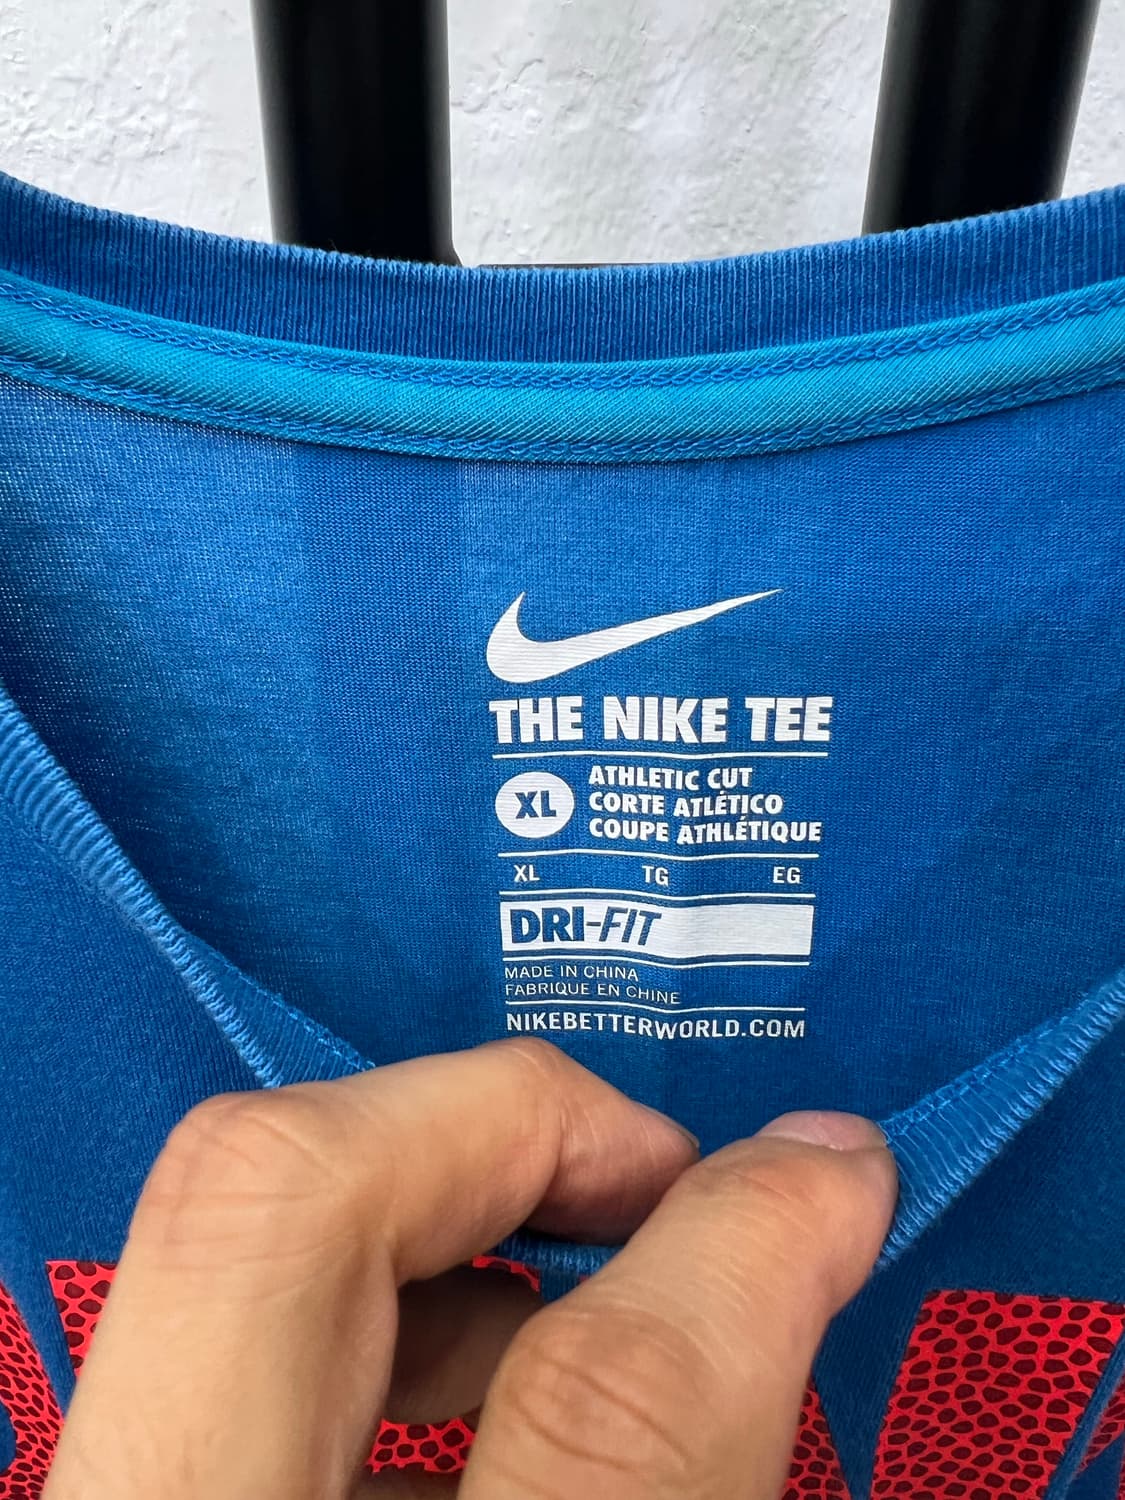 THE NIKE TEE
XL
ATHLETIC CUT
CORTE ATLÉTICO
COUPE ATHLÉTIQUE
XL TG EG
DRI-FIT
MADE IN CHINA
FABRIQUE EN CHINE
NIKEBETTERWORLD.COM